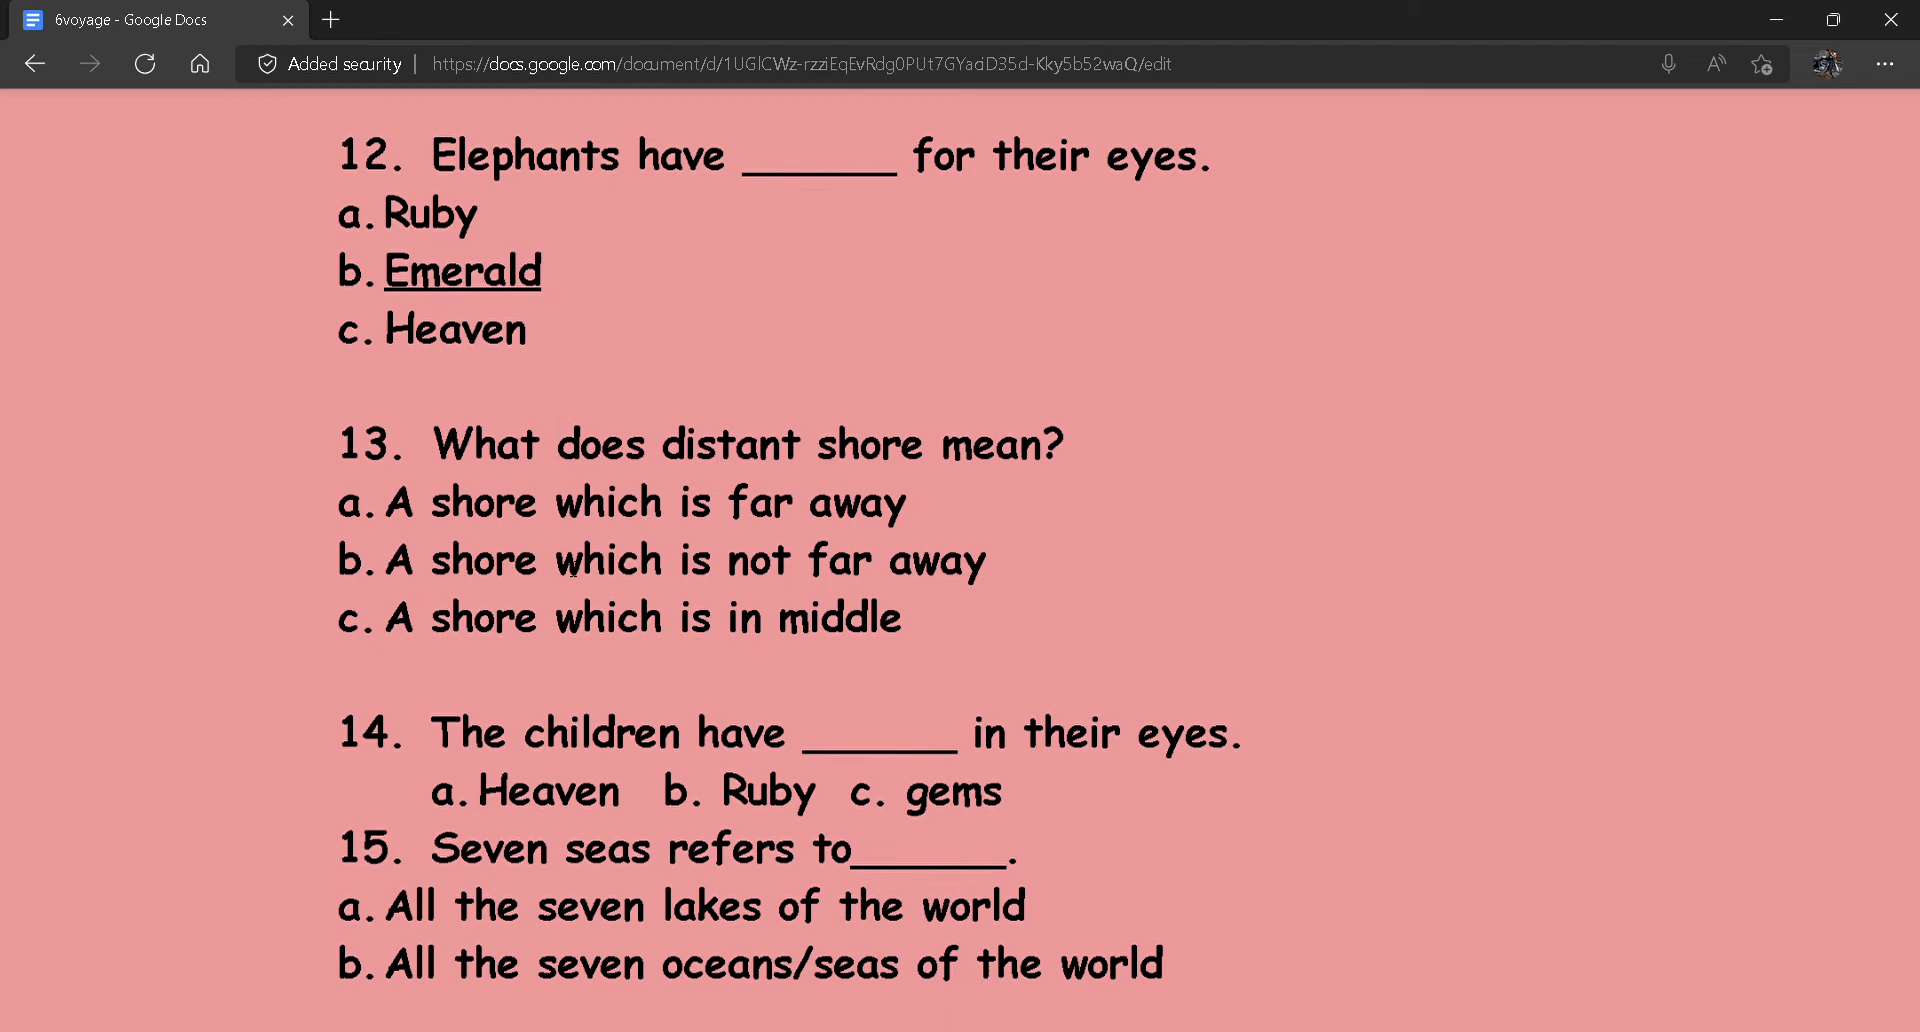 6voyage - Google Docs
Added security | https://docs.google.com/document/d/1UGlCWz-rzziEqEvRdg0PUt7GYadD35d-Kky5b52waQ/edit
12. Elephants have _______ for their eyes.
a. Ruby
b. Emerald
c. Heaven
13. What does distant shore mean?
a. A shore which is far away
b. A shore which is not far away
c. A shore which is in middle
14. The children have _______ in their eyes.
a. Heaven b. Ruby c. gems
15. Seven seas refers to_______.
a. All the seven lakes of the world
b. All the seven oceans/seas of the world